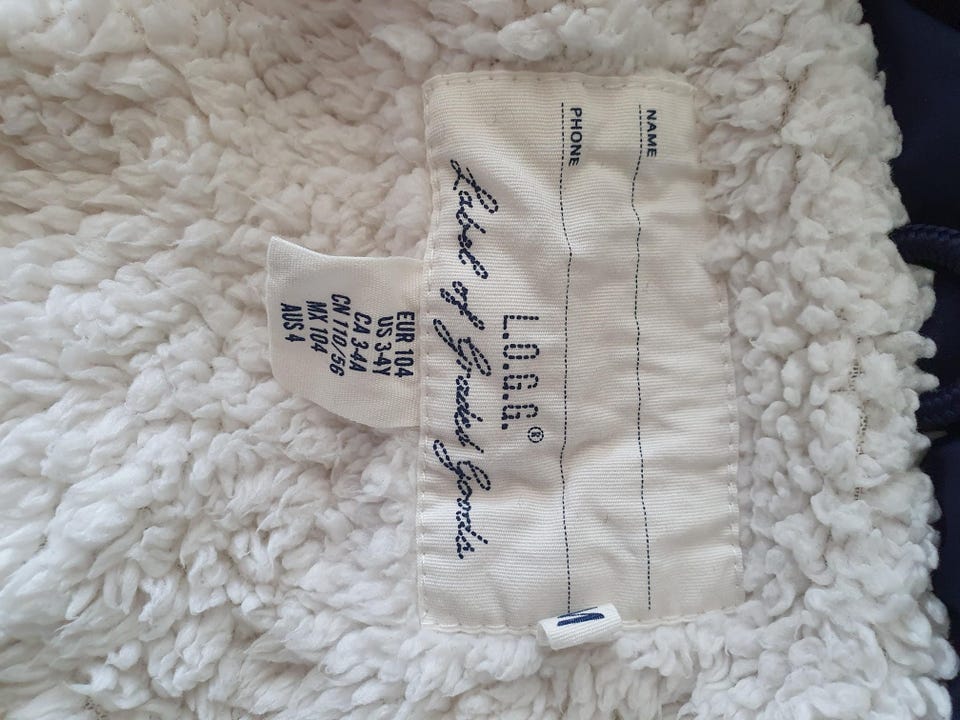 NAME
PHONE
L.O.G.G.®
Label of Graded Goods
EUR 104
US 3-4Y
CA 3-4A
CN 110/56
MX 104
AUS 4
M